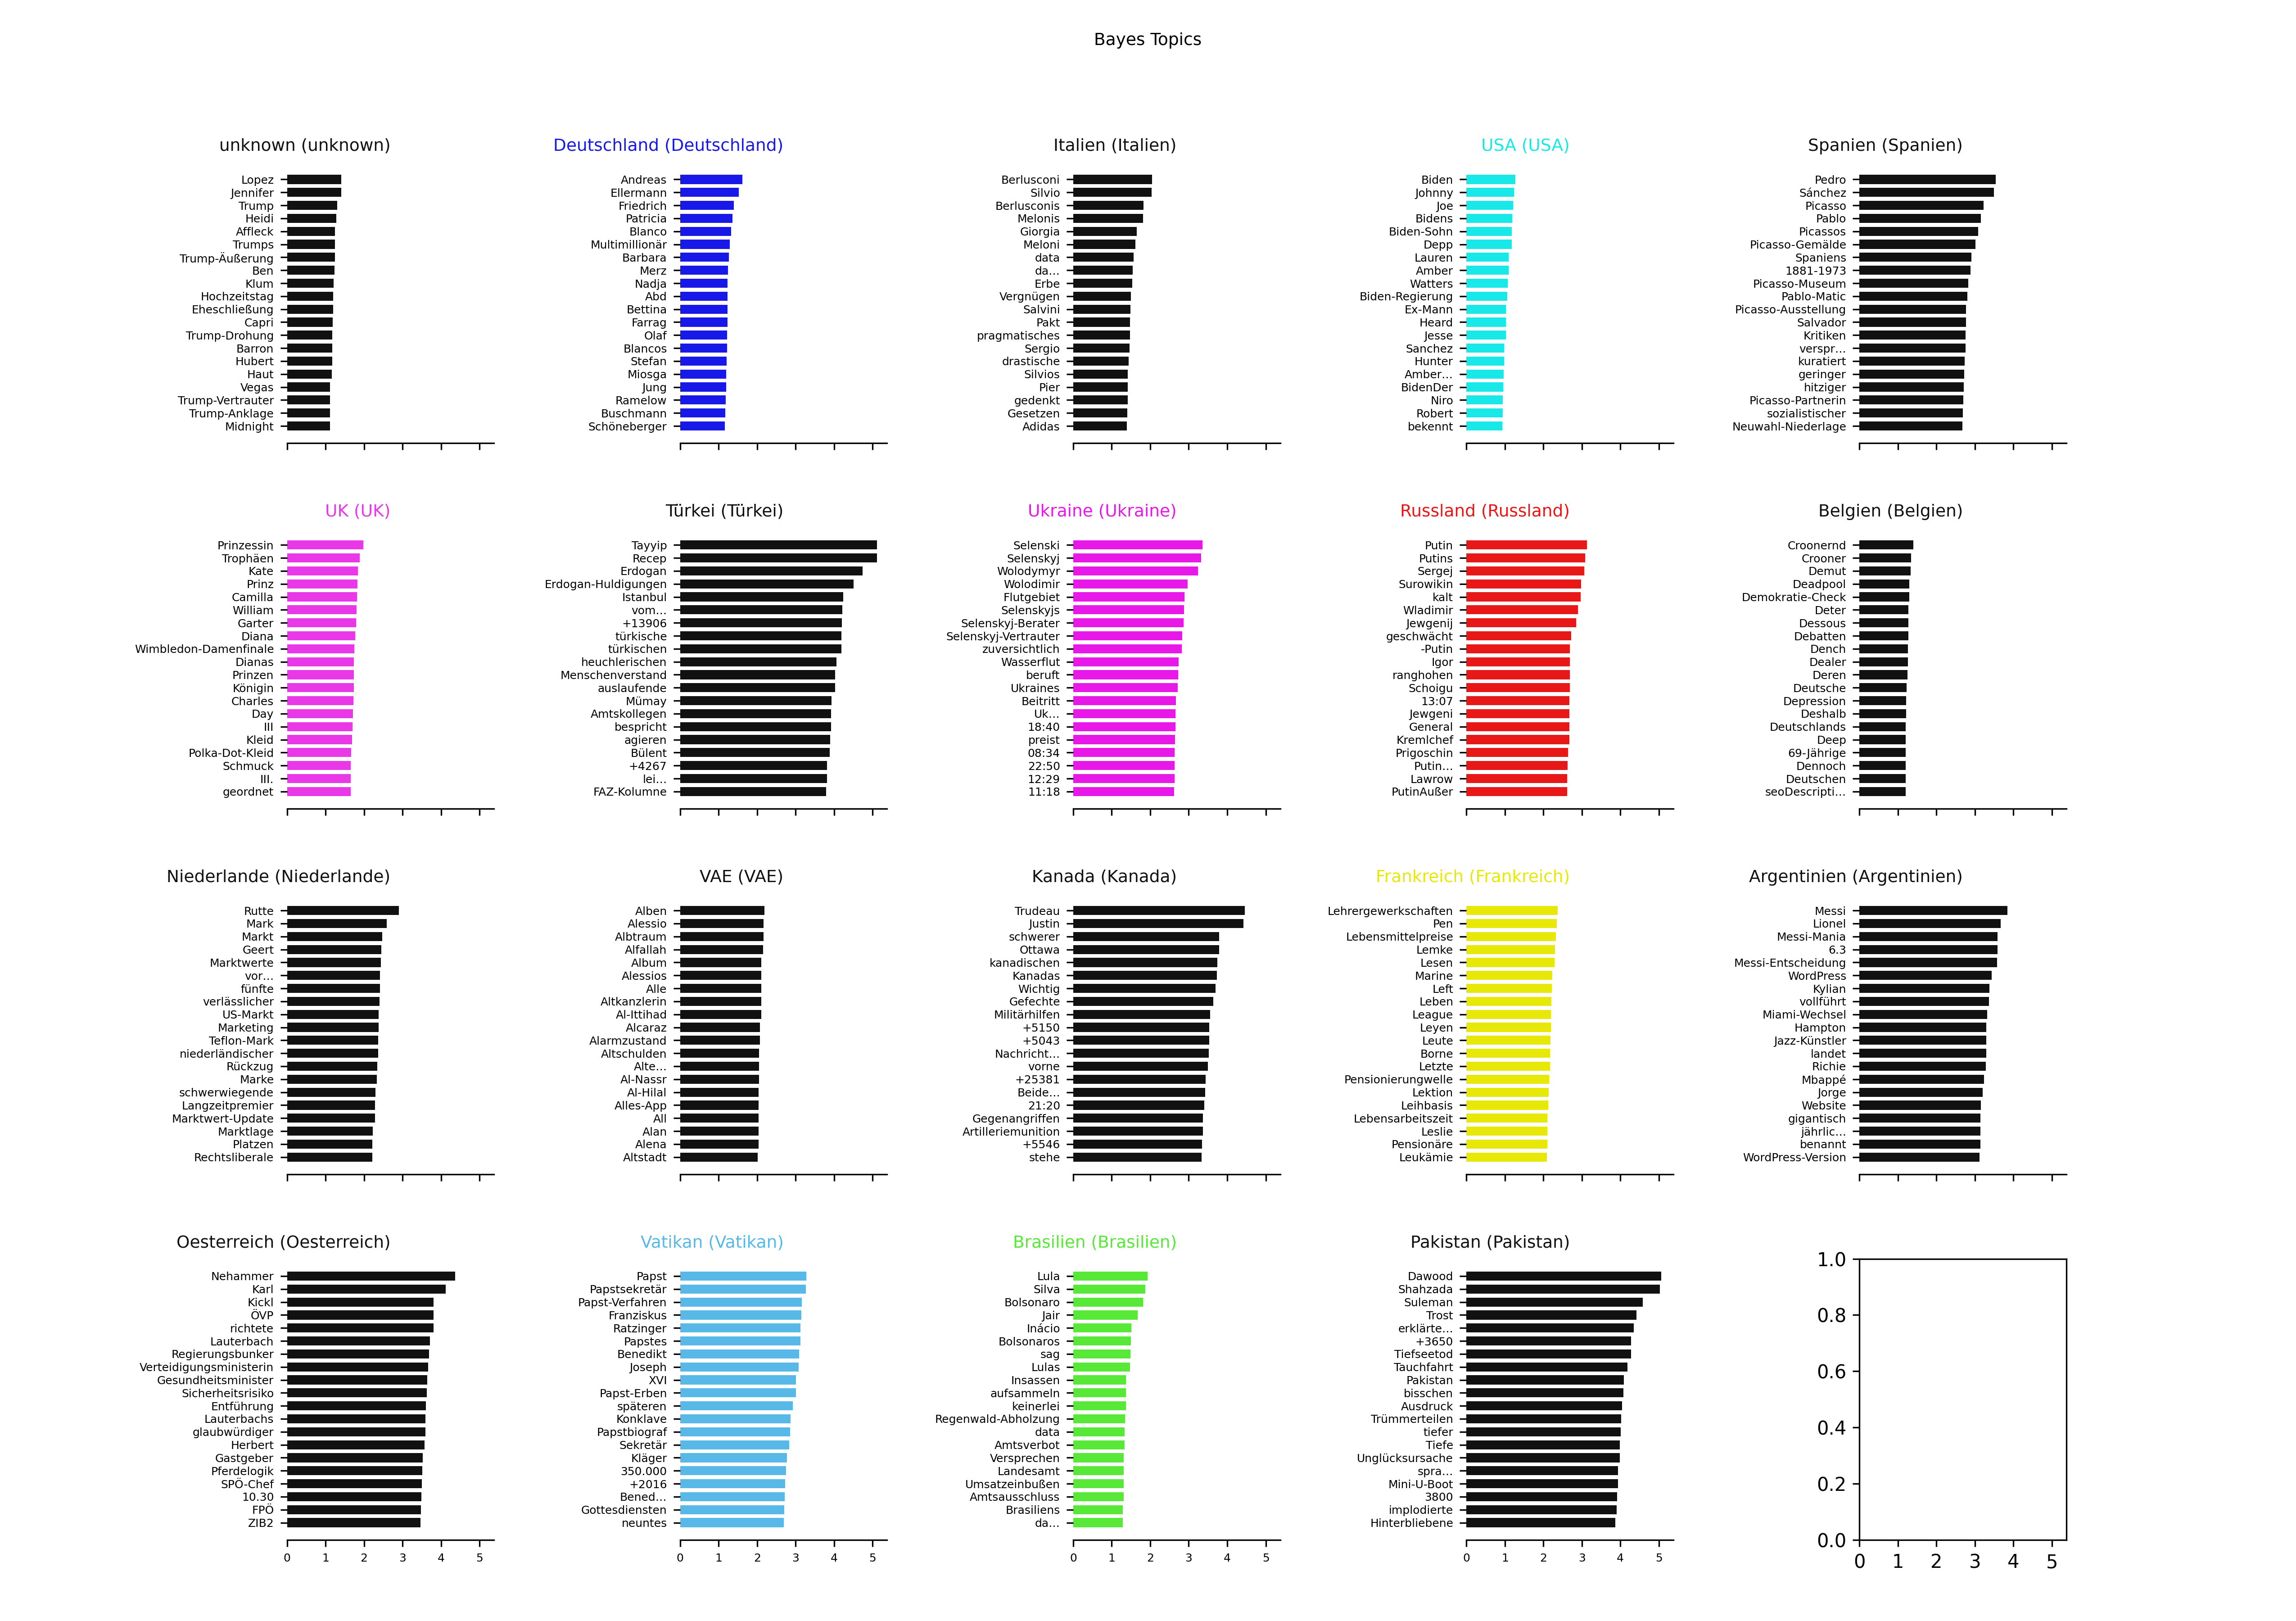 Bayes Topics
unknown (unknown)
Lopez
Jennifer
Trump
Heidi
Affleck
Trumps
Trump-Äußerung
Ben
Klum
Hochzeitstag
Eheschließung
Capri
Trump-Drohung
Barron
Hubert
Haut
Vegas
Trump-Vertrauter
Trump-Anklage
Midnight
Deutschland (Deutschland)
Andreas
Ellermann
Friedrich
Patricia
Blanco
Multimillionär
Barbara
Merz
Nadja
Abd
Bettina
Farrag
Olaf
Blancos
Stefan
Miosga
Jung
Ramelow
Buschmann
Schöneberger
Italien (Italien)
Berlusconi
Silvio
Berlusconis
Melonis
Giorgia
Meloni
data
da...
Erbe
Vergnügen
Salvini
Pakt
pragmatisches
Sergio
drastische
Silvios
Pier
gedenkt
Gesetzen
Adidas
USA (USA)
Biden
Johnny
Joe
Bidens
Biden-Sohn
Depp
Lauren
Amber
Watters
Biden-Regierung
Ex-Mann
Heard
Jesse
Sanchez
Hunter
Amber...
BidenDer
Niro
Robert
bekennt
Spanien (Spanien)
Pedro
Sánchez
Picasso
Pablo
Picassos
Picasso-Gemälde
Spaniens
1881-1973
Picasso-Museum
Pablo-Matic
Picasso-Ausstellung
Salvador
Kritiken
verspr...
kuratiert
geringer
hitziger
Picasso-Partnerin
sozialistischer
Neuwahl-Niederlage
UK (UK)
Prinzessin
Trophäen
Kate
Prinz
Camilla
William
Garter
Diana
Wimbledon-Damenfinale
Dianas
Prinzen
Königin
Charles
Day
III
Kleid
Polka-Dot-Kleid
Schmuck
III.
geordnet
Türkei (Türkei)
Tayyip
Recep
Erdogan
Erdogan-Huldigungen
Istanbul
vom...
+13906
türkische
türkischen
heuchlerischen
Menschenverstand
auslaufende
Mümay
Amtskollegen
bespricht
agieren
Bülent
+4267
lei...
FAZ-Kolumne
Ukraine (Ukraine)
Selenski
Selenskyj
Wolodymyr
Wolodimir
Flutgebiet
Selenskyjs
Selenskyj-Berater
Selenskyj-Vertrauter
zuversichtlich
Wasserflut
beruft
Ukraines
Beitritt
Uk...
18:40
preist
08:34
22:50
12:29
11:18
Russland (Russland)
Putin
Putins
Sergej
Surowikin
kalt
Wladimir
Jewgenij
geschwächt
-Putin
Igor
ranghohen
Schoigu
13:07
Jewgeni
General
Kremlchef
Prigoschin
Putin...
Lawrow
PutinAußer
Belgien (Belgien)
Croonernd
Crooner
Demut
Deadpool
Demokratie-Check
Deter
Dessous
Debatten
Dench
Dealer
Deren
Deutsche
Depression
Deshalb
Deutschlands
Deep
69-Jährige
Dennoch
Deutschen
seoDescripti...
Niederlande (Niederlande)
Rutte
Mark
Markt
Geert
Marktwerte
vor...
fünfte
verlässlicher
US-Markt
Marketing
Teflon-Mark
niederländischer
Rückzug
Marke
schwerwiegende
Langzeitpremier
Marktwert-Update
Marktlage
Platzen
Rechtsliberale
VAE (VAE)
Alben
Alessio
Albtraum
Alfallah
Album
Alessios
Alle
Altkanzlerin
Al-Ittihad
Alcaraz
Alarmzustand
Altschulden
Alte...
Al-Nassr
Al-Hilal
Alles-App
All
Alan
Alena
Altstadt
Kanada (Kanada)
Trudeau
Justin
schwerer
Ottawa
kanadischen
Kanadas
Wichtig
Gefechte
Militärhilfen
+5150
+5043
Nachricht...
vorne
+25381
Beide...
21:20
Gegenangriffen
Artilleriemunition
+5546
stehe
Frankreich (Frankreich)
Lehrergewerkschaften
Pen
Lebensmittelpreise
Lemke
Lesen
Marine
Left
Leben
League
Leyen
Leute
Borne
Letzte
Pensionierungwelle
Lektion
Leihbasis
Lebensarbeitszeit
Leslie
Pensionäre
Leukämie
Argentinien (Argentinien)
Messi
Lionel
Messi-Mania
6.3
Messi-Entscheidung
WordPress
Kylian
vollführt
Miami-Wechsel
Hampton
Jazz-Künstler
landet
Richie
Mbappé
Jorge
Website
gigantisch
jährlic...
benannt
WordPress-Version
Oesterreich (Oesterreich)
Nehammer
Karl
Kickl
ÖVP
richtete
Lauterbach
Regierungsbunker
Verteidigungsministerin
Gesundheitsminister
Sicherheitsrisiko
Entführung
Lauterbachs
glaubwürdiger
Herbert
Gastgeber
Pferdelogik
SPÖ-Chef
10.30
FPÖ
ZIB2
0 1 2 3 4 5
Vatikan (Vatikan)
Papst
Papstsekretär
Papst-Verfahren
Franziskus
Ratzinger
Papstes
Benedikt
Joseph
XVI
Papst-Erben
späteren
Konklave
Papstbiograf
Sekretär
Kläger
350.000
+2016
Bened...
Gottesdiensten
neuntes
0 1 2 3 4 5
Brasilien (Brasilien)
Lula
Silva
Bolsonaro
Jair
Inácio
Bolsonaros
sag
Lulas
Insassen
aufsammeln
keinerlei
Regenwald-Abholzung
data
Amtsverbot
Versprechen
Landesamt
Umsatzeinbußen
Amtsausschluss
Brasiliens
da...
0 1 2 3 4 5
Pakistan (Pakistan)
Dawood
Shahzada
Suleman
Trost
erklärte...
+3650
Tiefseetod
Tauchfahrt
Pakistan
bisschen
Ausdruck
Trümmerteilen
tiefer
Tiefe
Unglücksursache
spra...
Mini-U-Boot
3800
implodierte
Hinterbliebene
0 1 2 3 4 5
1.0
0.8
0.6
0.4
0.2
0.0
0 1 2 3 4 5